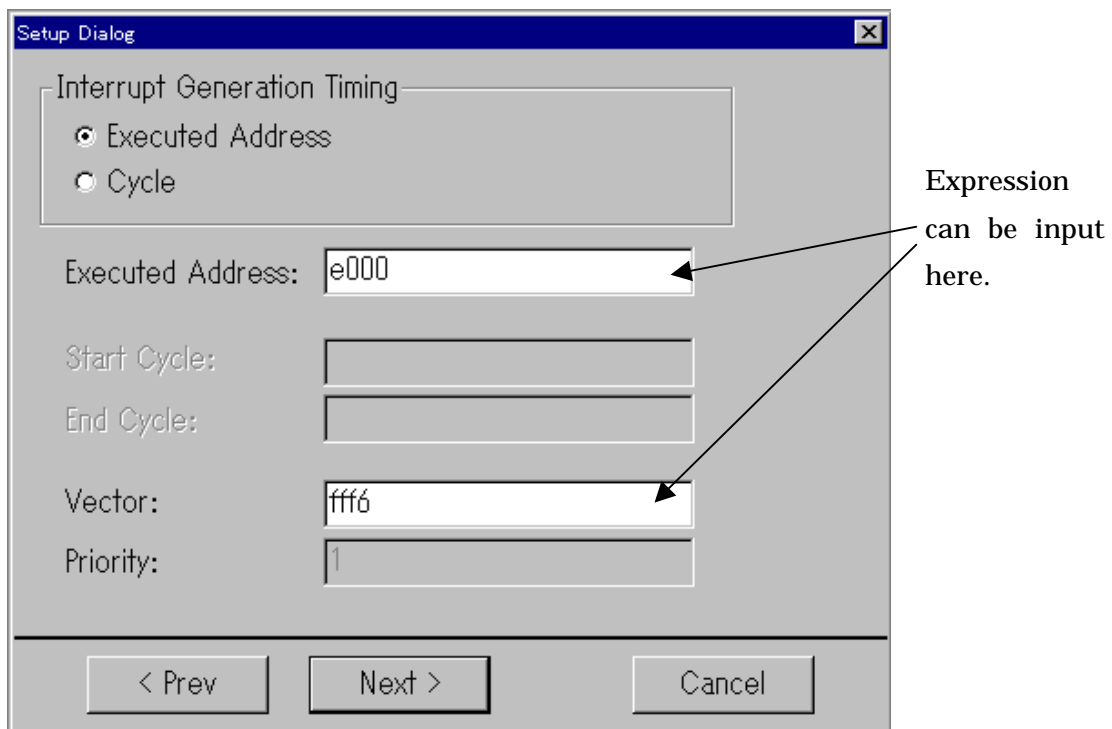 Setup Dialog
Interrupt Generation Timing
Executed Address
Cycle
Executed Address: e000
Start Cycle:
End Cycle:
Vector: fff6
Priority: 1
< Prev Next > Cancel
Expression
can be input
here.